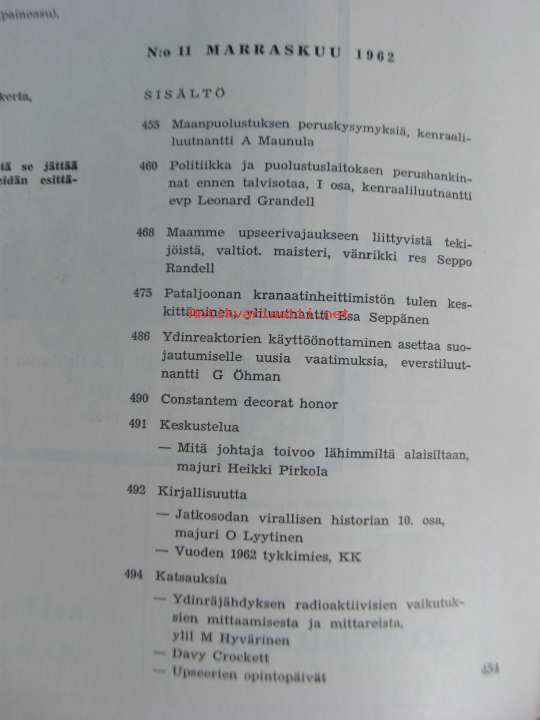 painoasu),
kerta,
tä se jättää
eidän esittä-
N:o 11 MARRASKUU 1962
SISÄLTÖ
455 Maanpuolustuksen peruskysymyksiä, kenraali-
luutnantti A Maunula
460 Politiikka ja puolustuslaitoksen perushankin-
nat ennen talvisotaa, I osa, kenraaliluutnantti
evp Leonard Grandell
468 Maamme upseerivajaukseen liittyvistä teki-
jöistä, valtiot. maisteri, vänrikki res Seppo
Randell
475 Pataljoonan kranaatinheittimistön tulen kes-
kittäminen, yliluutnantti Esa Seppänen
486 Ydinreaktorien käyttöönottaminen asettaa suo-
jautumiselle uusia vaatimuksia, everstiluut-
nantti G Öhman
490 Constantem decorat honor
491 Keskustelua
— Mitä johtaja toivoo lähimmiltä alaisiltaan,
majuri Heikki Pirkola
492 Kirjallisuutta
— Jatkosodan virallisen historian 10. osa,
majuri O Lyytinen
— Vuoden 1962 tykkimies, KK
494 Katsauksia
— Ydinräjähdyksen radioaktiivisien vaikutuk-
sien mittaamisesta ja mittareista,
ylil M Hyvärinen
— Davy Crockett
— Upseerien opintopäivät
454